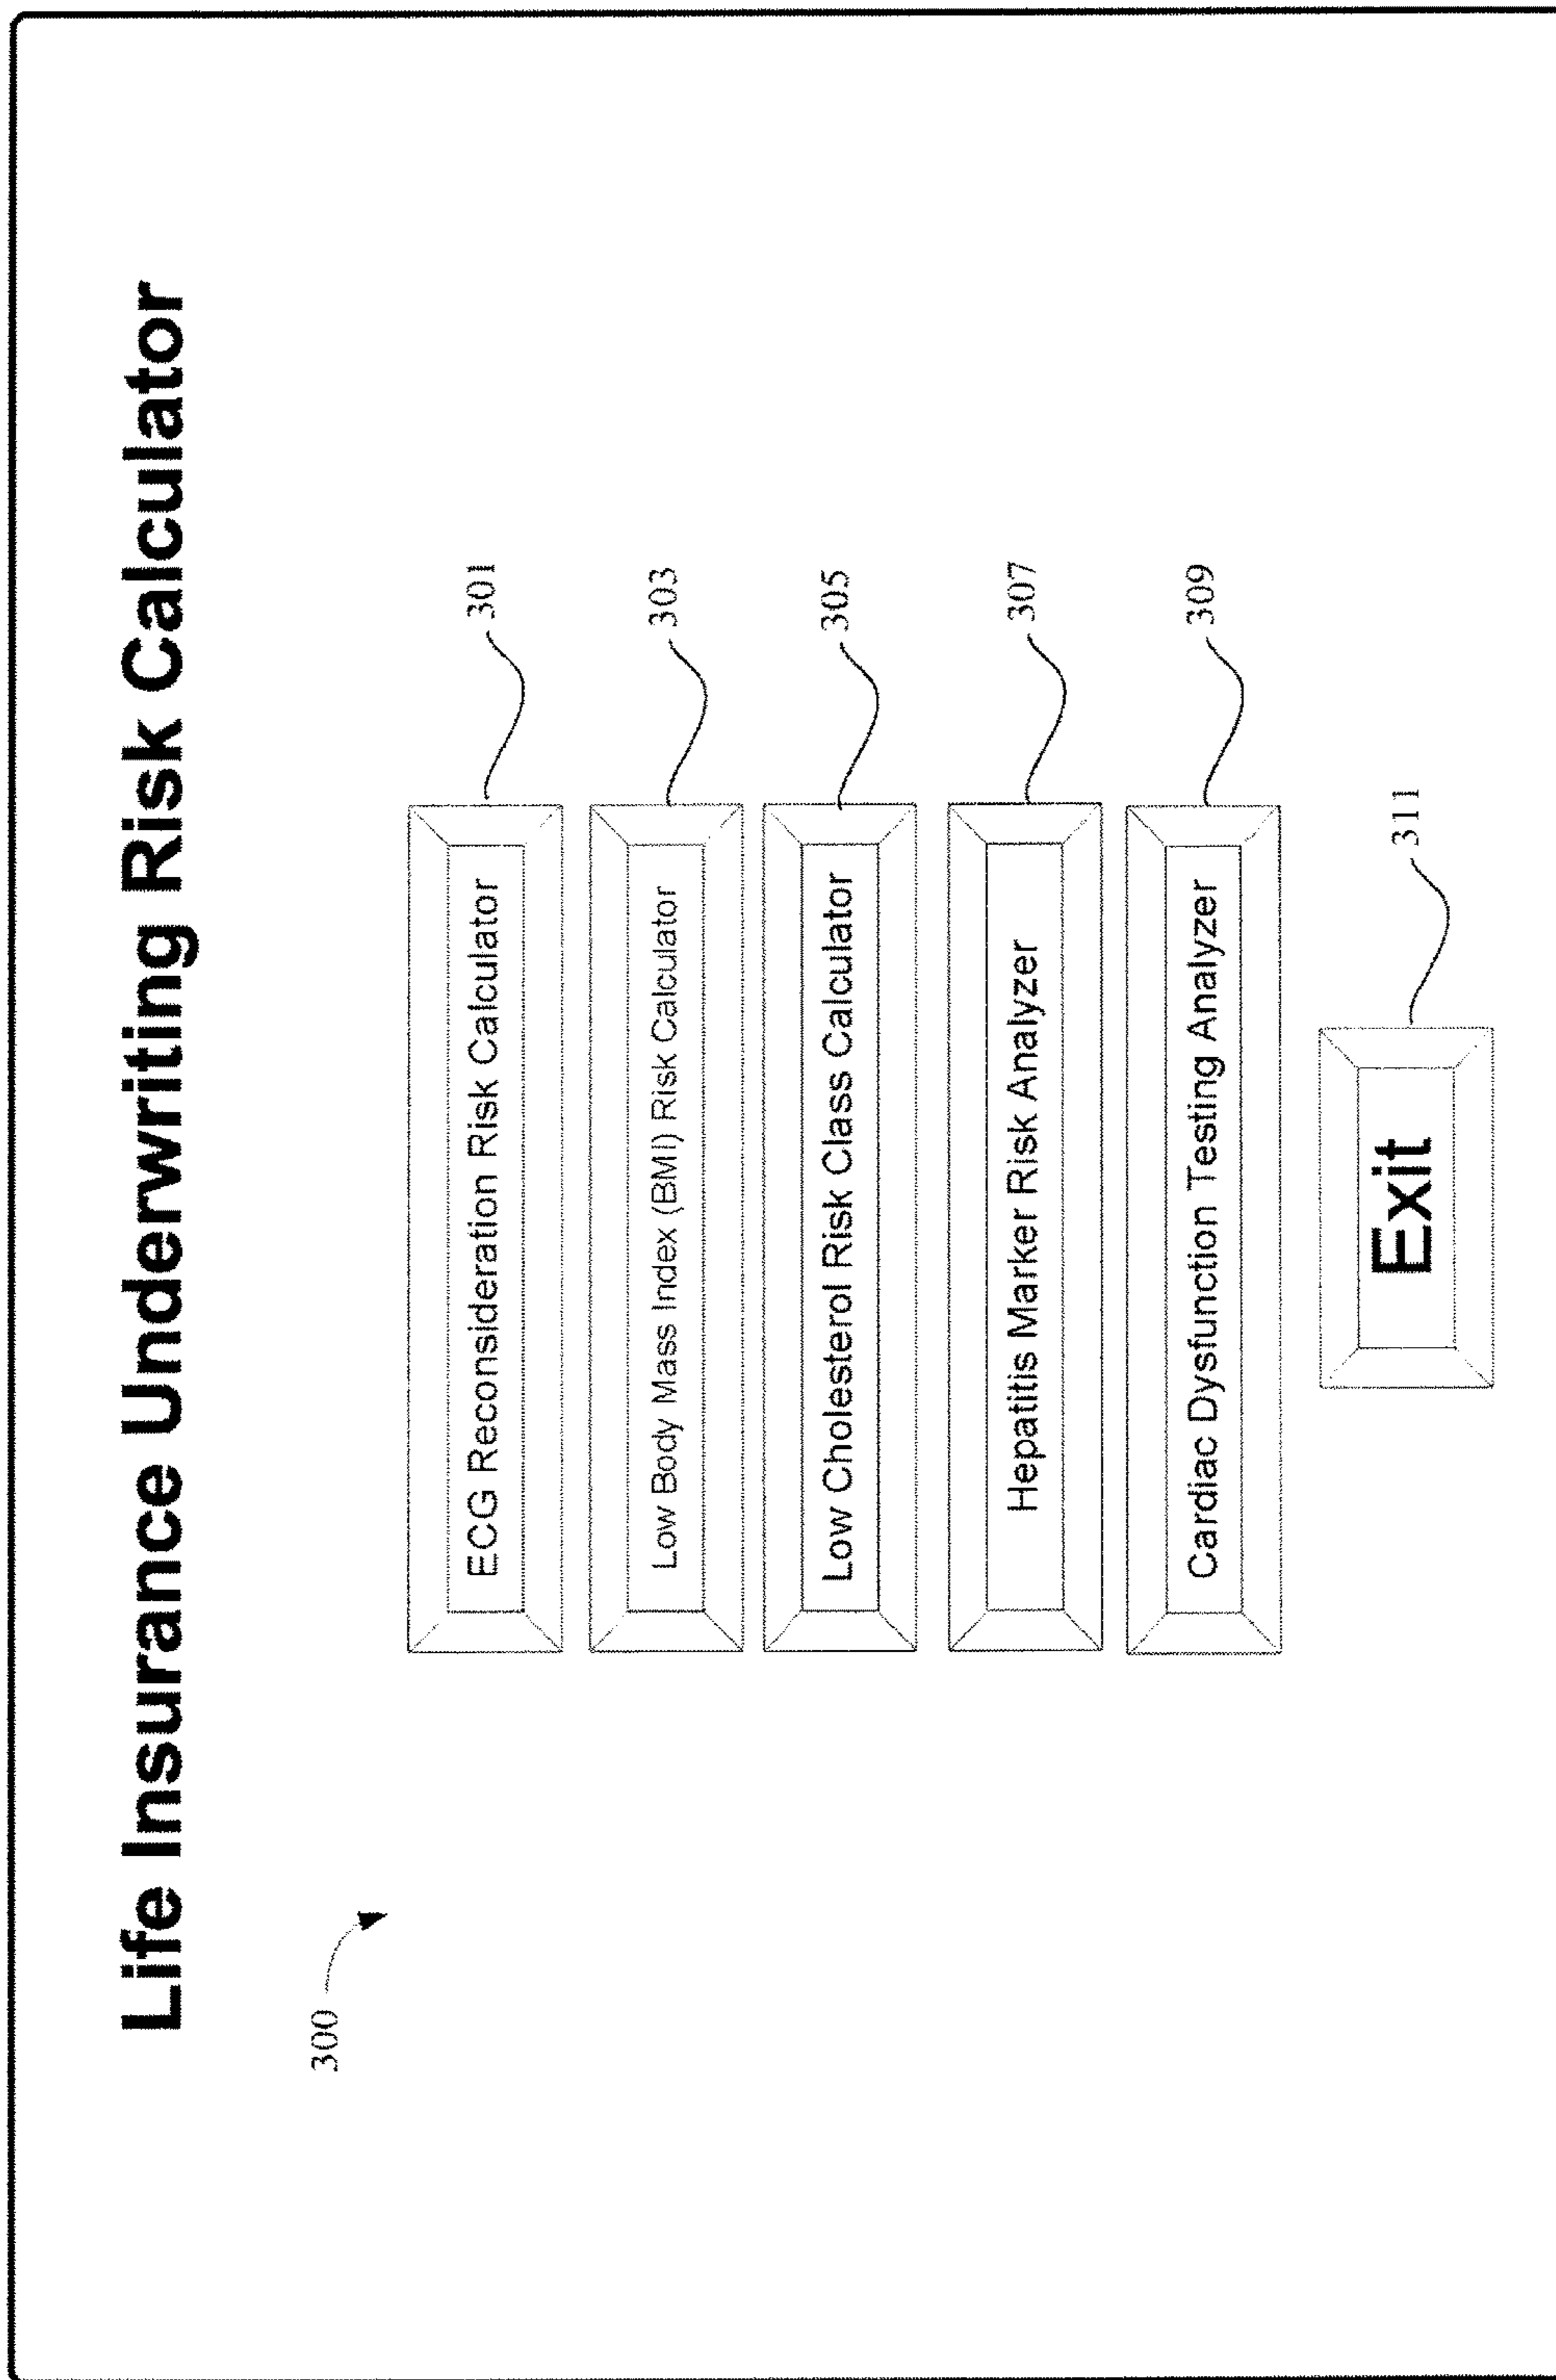 Life Insurance Underwriting Risk Calculator
300
ECG Reconsideration Risk Calculator
301
Low Body Mass Index (BMI) Risk Calculator
303
Low Cholesterol Risk Class Calculator
305
Hepatitis Marker Risk Analyzer
307
Cardiac Dysfunction Testing Analyzer
309
Exit
311